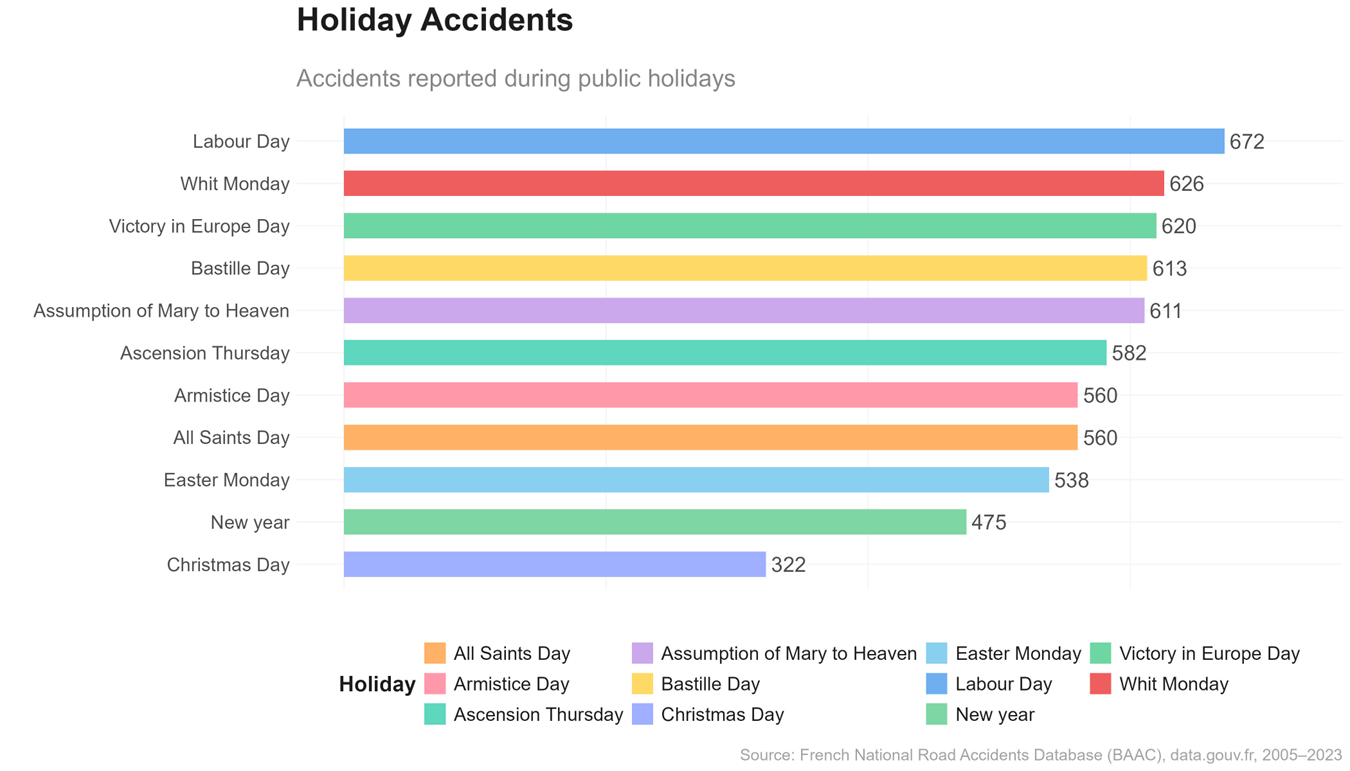 Holiday Accidents
Accidents reported during public holidays
Labour Day 672
Whit Monday 626
Victory in Europe Day 620
Bastille Day 613
Assumption of Mary to Heaven 611
Ascension Thursday 582
Armistice Day 560
All Saints Day 560
Easter Monday 538
New year 475
Christmas Day 322
All Saints Day Assumption of Mary to Heaven Easter Monday Victory in Europe Day
Holiday Armistice Day Bastille Day Labour Day Whit Monday
Ascension Thursday Christmas Day New year
Source: French National Road Accidents Database (BAAC), data.gouv.fr, 2005–2023